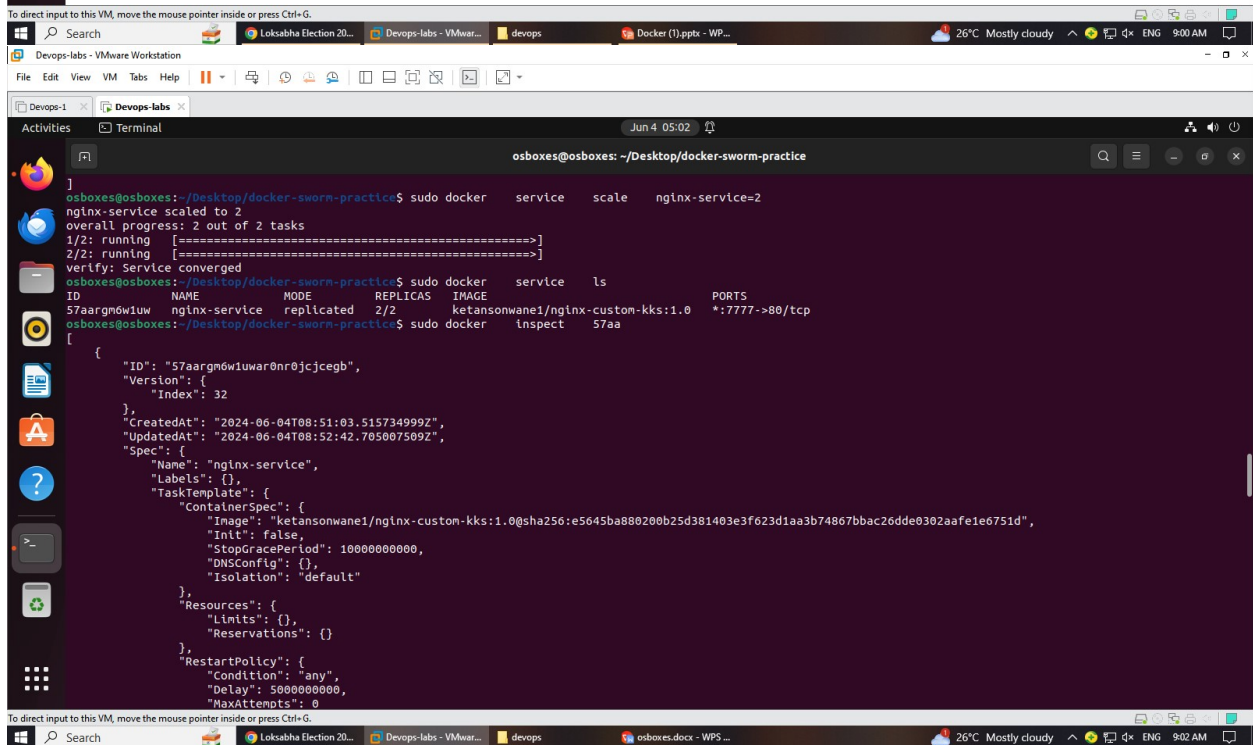 To direct input to this VM, move the mouse pointer inside or press Ctrl+G.
Search Loksabha Election 20... Devops-labs - VMwar... devops Docker (1).pptx - WP... 26°C Mostly cloudy ENG 9:00 AM
Devops-labs - VMware Workstation
File Edit View VM Tabs Help
Devops-1 Devops-labs
Activities Terminal Jun 4 05:02
osboxes@osboxes: ~/Desktop/docker-sworm-practice
]
osboxes@osboxes:~/Desktop/docker-sworm-practice$ sudo docker service scale nginx-service=2
nginx-service scaled to 2
overall progress: 2 out of 2 tasks
1/2: running [==================================================>]
2/2: running [==================================================>]
verify: Service converged
osboxes@osboxes:~/Desktop/docker-sworm-practice$ sudo docker service ls
ID NAME MODE REPLICAS IMAGE PORTS
57aargm6w1uw nginx-service replicated 2/2 ketansonwane1/nginx-custom-kks:1.0 *:7777->80/tcp
osboxes@osboxes:~/Desktop/docker-sworm-practice$ sudo docker inspect 57aa
[
{
"ID": "57aargm6w1uwar0nr0jcjcegb",
"Version": {
"Index": 32
},
"CreatedAt": "2024-06-04T08:51:03.515734999Z",
"UpdatedAt": "2024-06-04T08:52:42.705007509Z",
"Spec": {
"Name": "nginx-service",
"Labels": {},
"TaskTemplate": {
"ContainerSpec": {
"Image": "ketansonwane1/nginx-custom-kks:1.0@sha256:e5645ba880200b25d381403e3f623d1aa3b74867bbac26dde0302aafe1e6751d",
"Init": false,
"StopGracePeriod": 10000000000,
"DNSConfig": {},
"Isolation": "default"
},
"Resources": {
"Limits": {},
"Reservations": {}
},
"RestartPolicy": {
"Condition": "any",
"Delay": 5000000000,
"MaxAttempts": 0
To direct input to this VM, move the mouse pointer inside or press Ctrl+G.
Search Loksabha Election 20... Devops-labs - VMwar... devops osboxes.docx - WPS ... 26°C Mostly cloudy ENG 9:02 AM